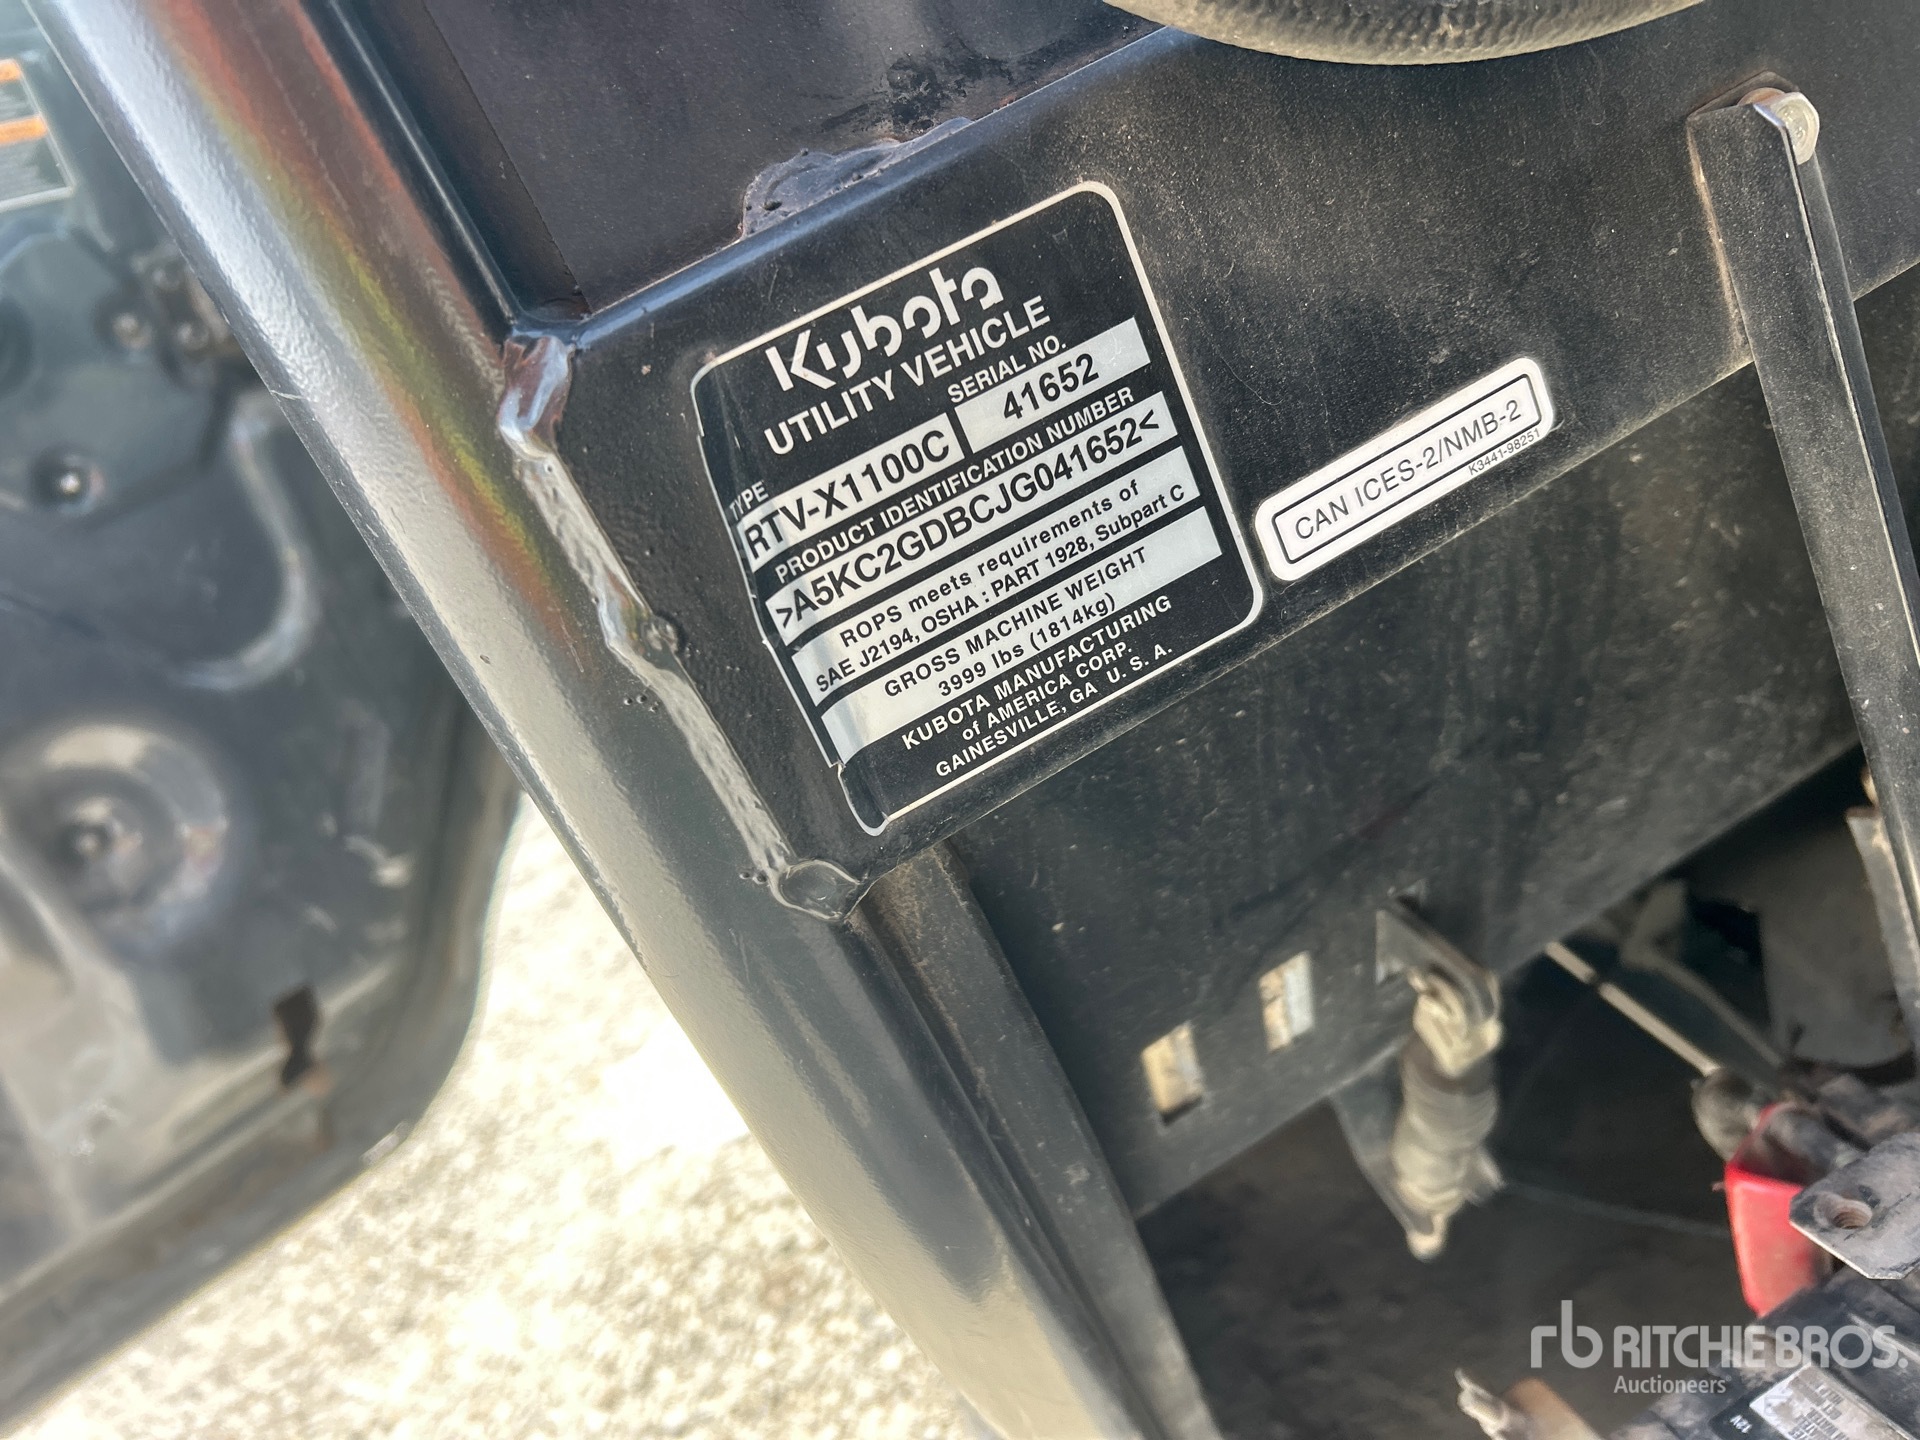 Kubota
UTILITY VEHICLE
TYPE
SERIAL NO.
RTV-X1100C
41652
PRODUCT IDENTIFICATION NUMBER
>A5KC2GDBCJG041652<
ROPS meets requirements of
SAE J2194, OSHA : PART 1928, Subpart C
GROSS MACHINE WEIGHT
3999 lbs (1814kg)
KUBOTA MANUFACTURING
of AMERICA CORP.
GAINESVILLE, GA U. S. A.
CAN ICES-2/NMB-2
K3441-98251
12V
rb RITCHIE BROS.
Auctioneers